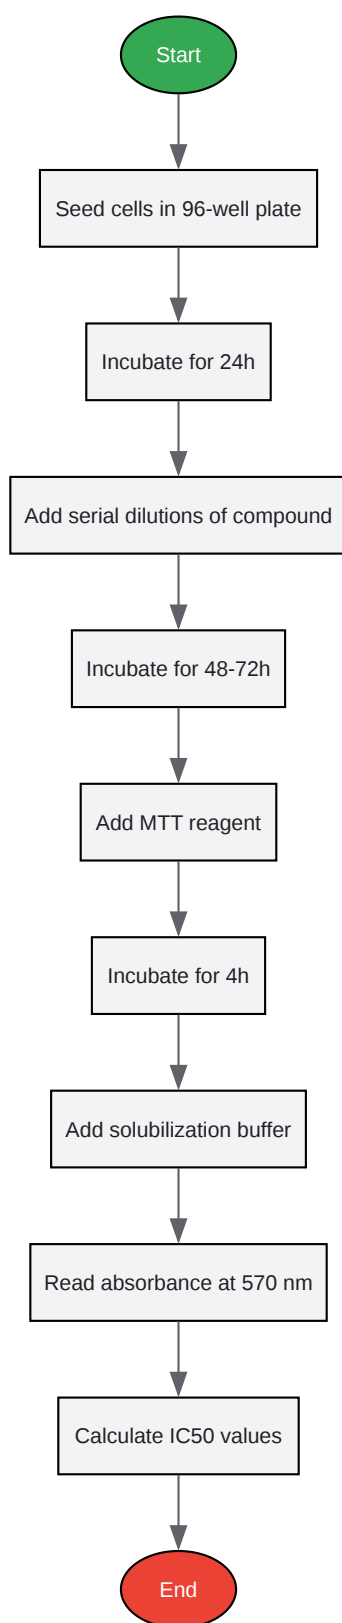 Start
Seed cells in 96-well plate
Incubate for 24h
Add serial dilutions of compound
Incubate for 48-72h
Add MTT reagent
Incubate for 4h
Add solubilization buffer
Read absorbance at 570 nm
Calculate IC50 values
End